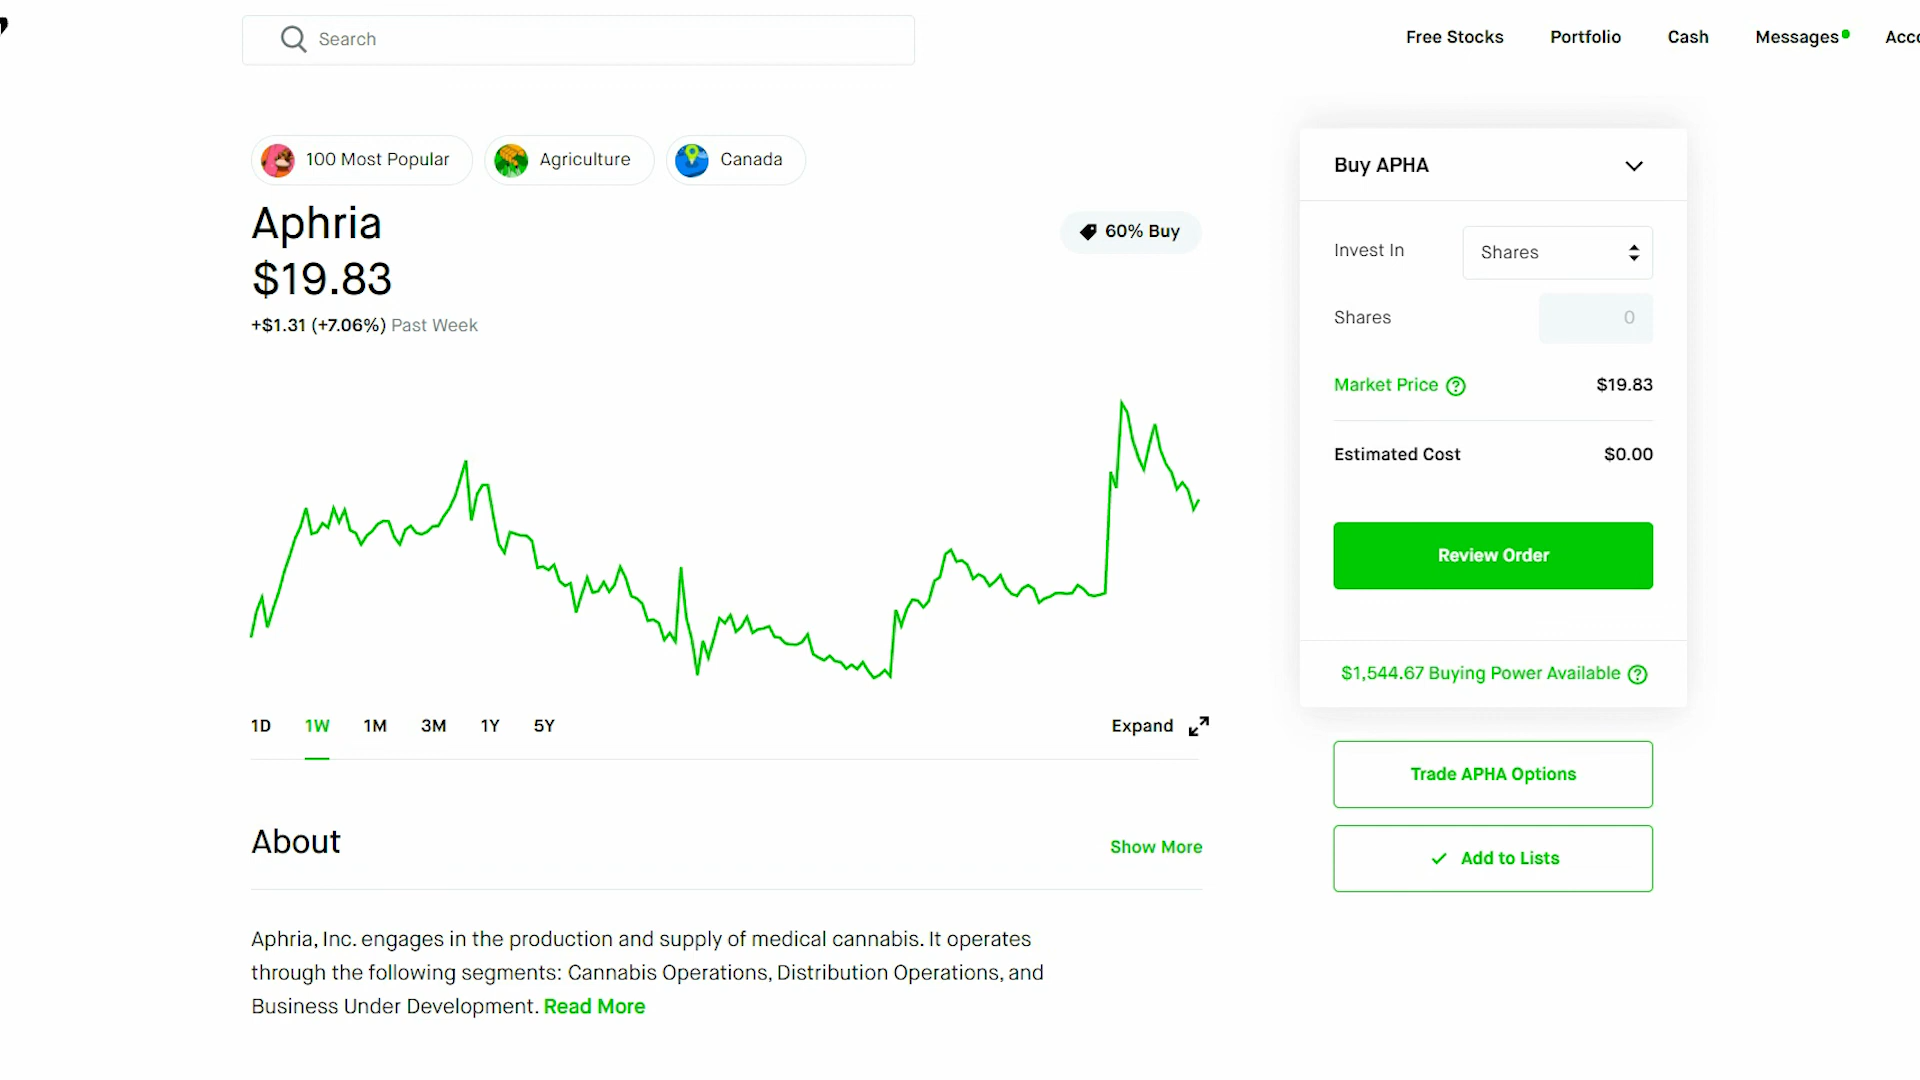 Search
Free Stocks Portfolio Cash Messages
100 Most Popular Agriculture Canada
Aphria
$19.83
+$1.31 (+7.06%) Past Week
60% Buy
1D 1W 1M 3M 1Y 5Y
Expand
About
Show More
Aphria, Inc. engages in the production and supply of medical cannabis. It operates
through the following segments: Cannabis Operations, Distribution Operations, and
Business Under Development. Read More
Buy APHA
Invest In Shares
Shares 0
Market Price ? $19.83
Estimated Cost $0.00
Review Order
$1,544.67 Buying Power Available ?
Trade APHA Options
Add to Lists